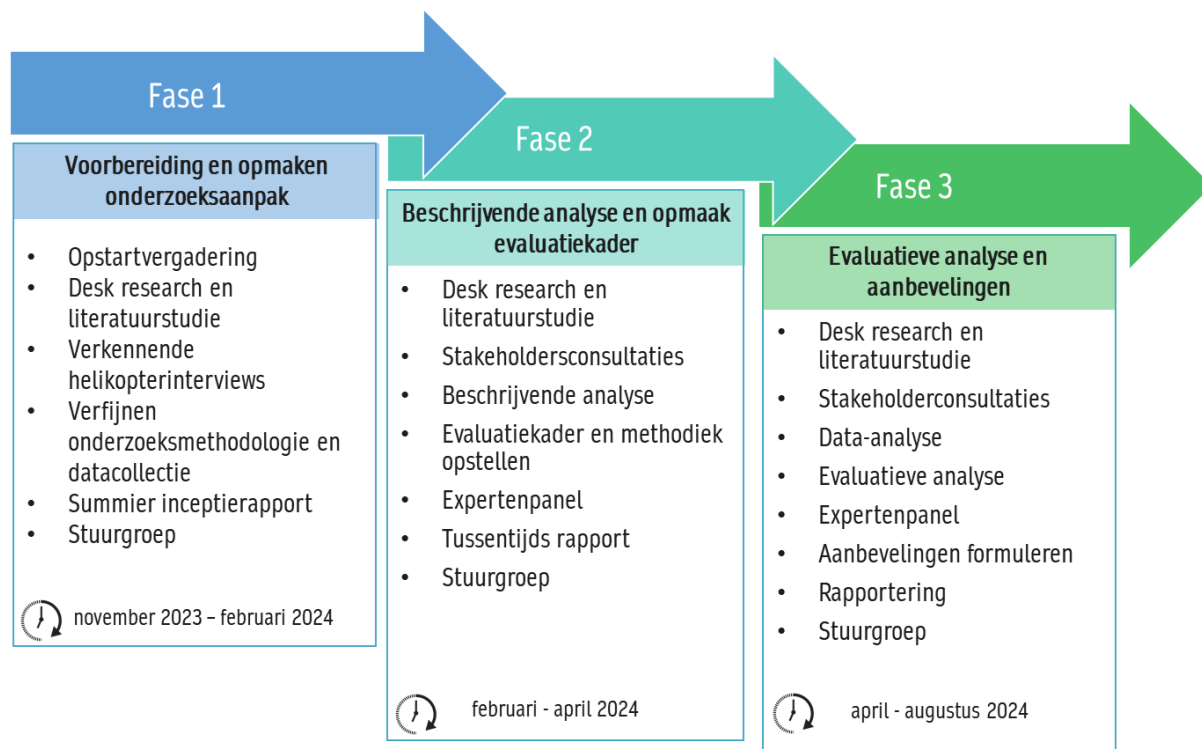 Fase 1
Voorbereiding en opmaken
onderzoeksaanpak
• Opstartvergadering
• Desk research en
literatuurstudie
• Verkennende
helikopterinterviews
• Verfijnen
onderzoeksmethodologie en
datacollectie
• Summier inceptierapport
• Stuurgroep
november 2023 – februari 2024
Fase 2
Beschrijvende analyse en opmaak
evaluatiekader
• Desk research en
literatuurstudie
• Stakeholdersconsultaties
• Beschrijvende analyse
• Evaluatiekader en methodiek
opstellen
• Expertenpanel
• Tussentijds rapport
• Stuurgroep
februari - april 2024
Fase 3
Evaluatieve analyse en
aanbevelingen
• Desk research en
literatuurstudie
• Stakeholderconsultaties
• Data-analyse
• Evaluatieve analyse
• Expertenpanel
• Aanbevelingen formuleren
• Rapportering
• Stuurgroep
april - augustus 2024